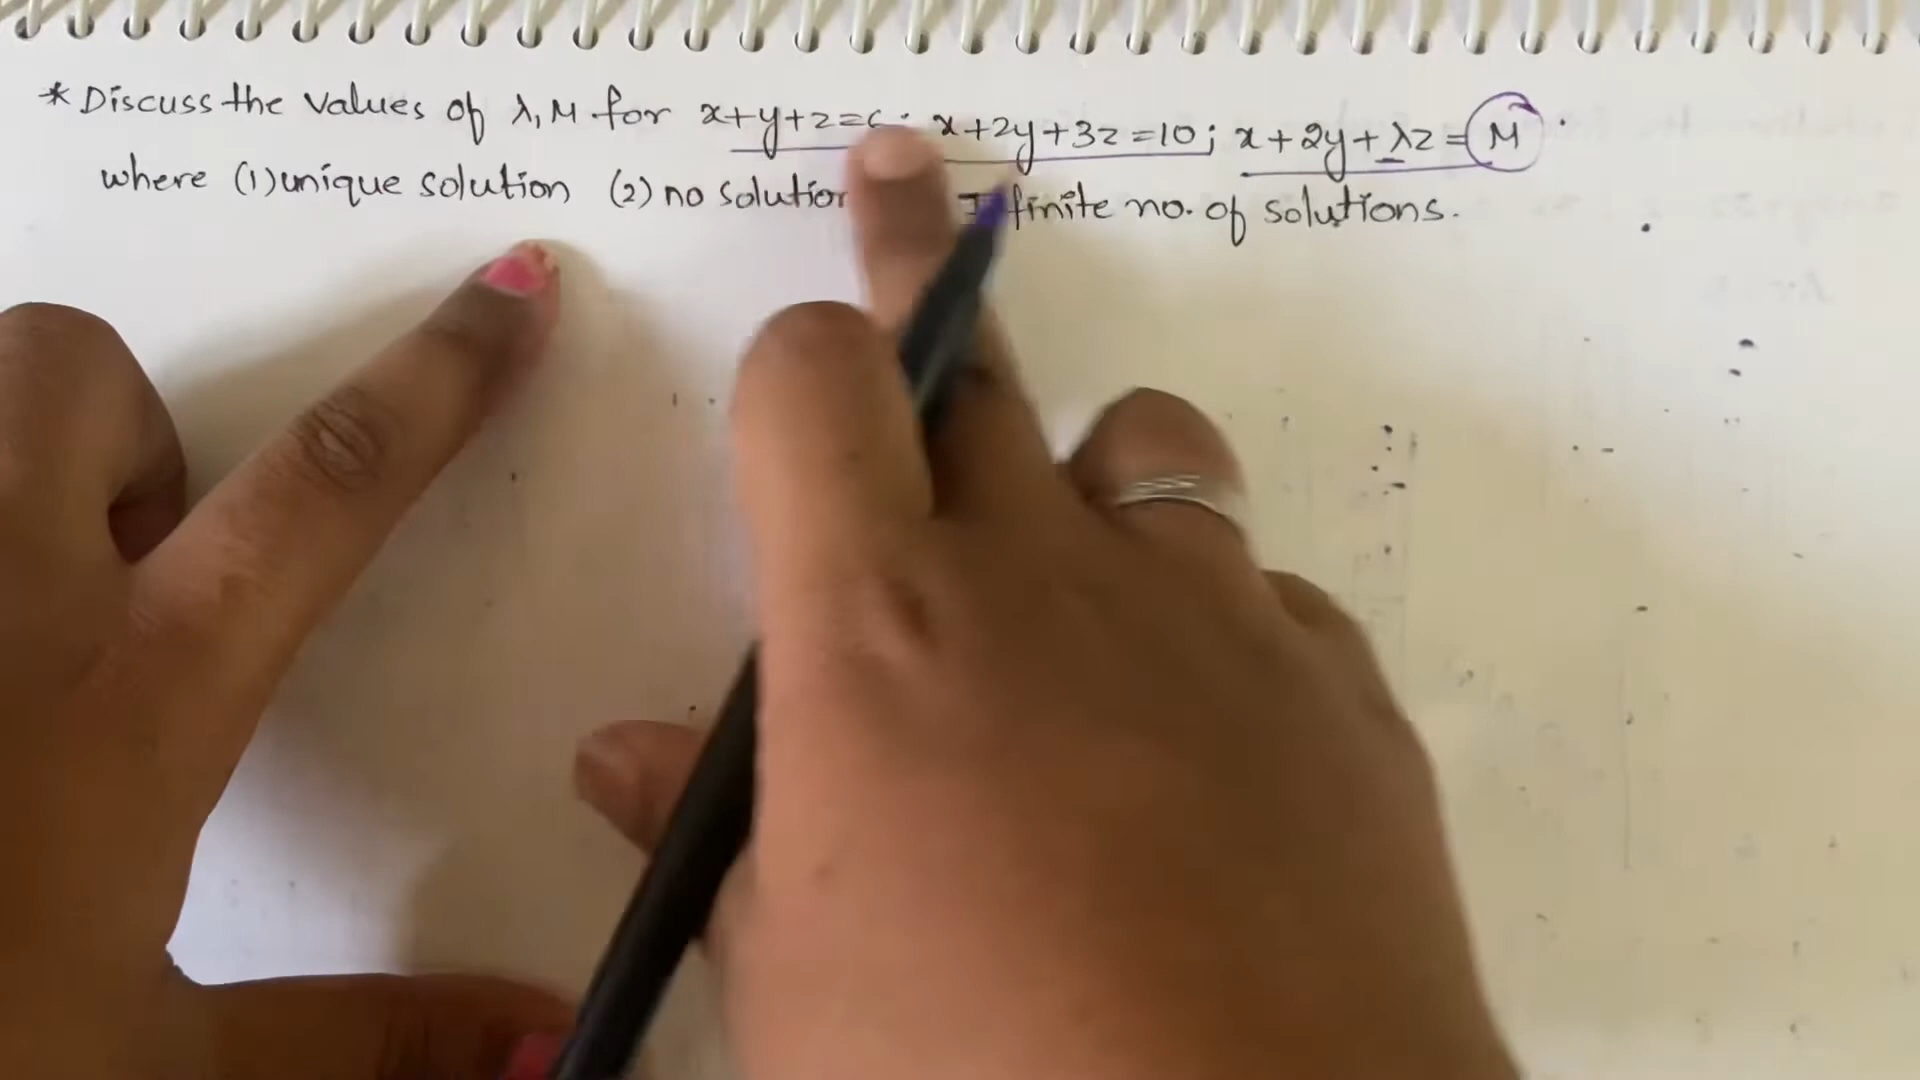 * Discuss the values of λ, M for x+y+z=6; x+2y+3z=10; x+2y+λz=M.
where (1) unique solution (2) no solution finite no. of solutions.